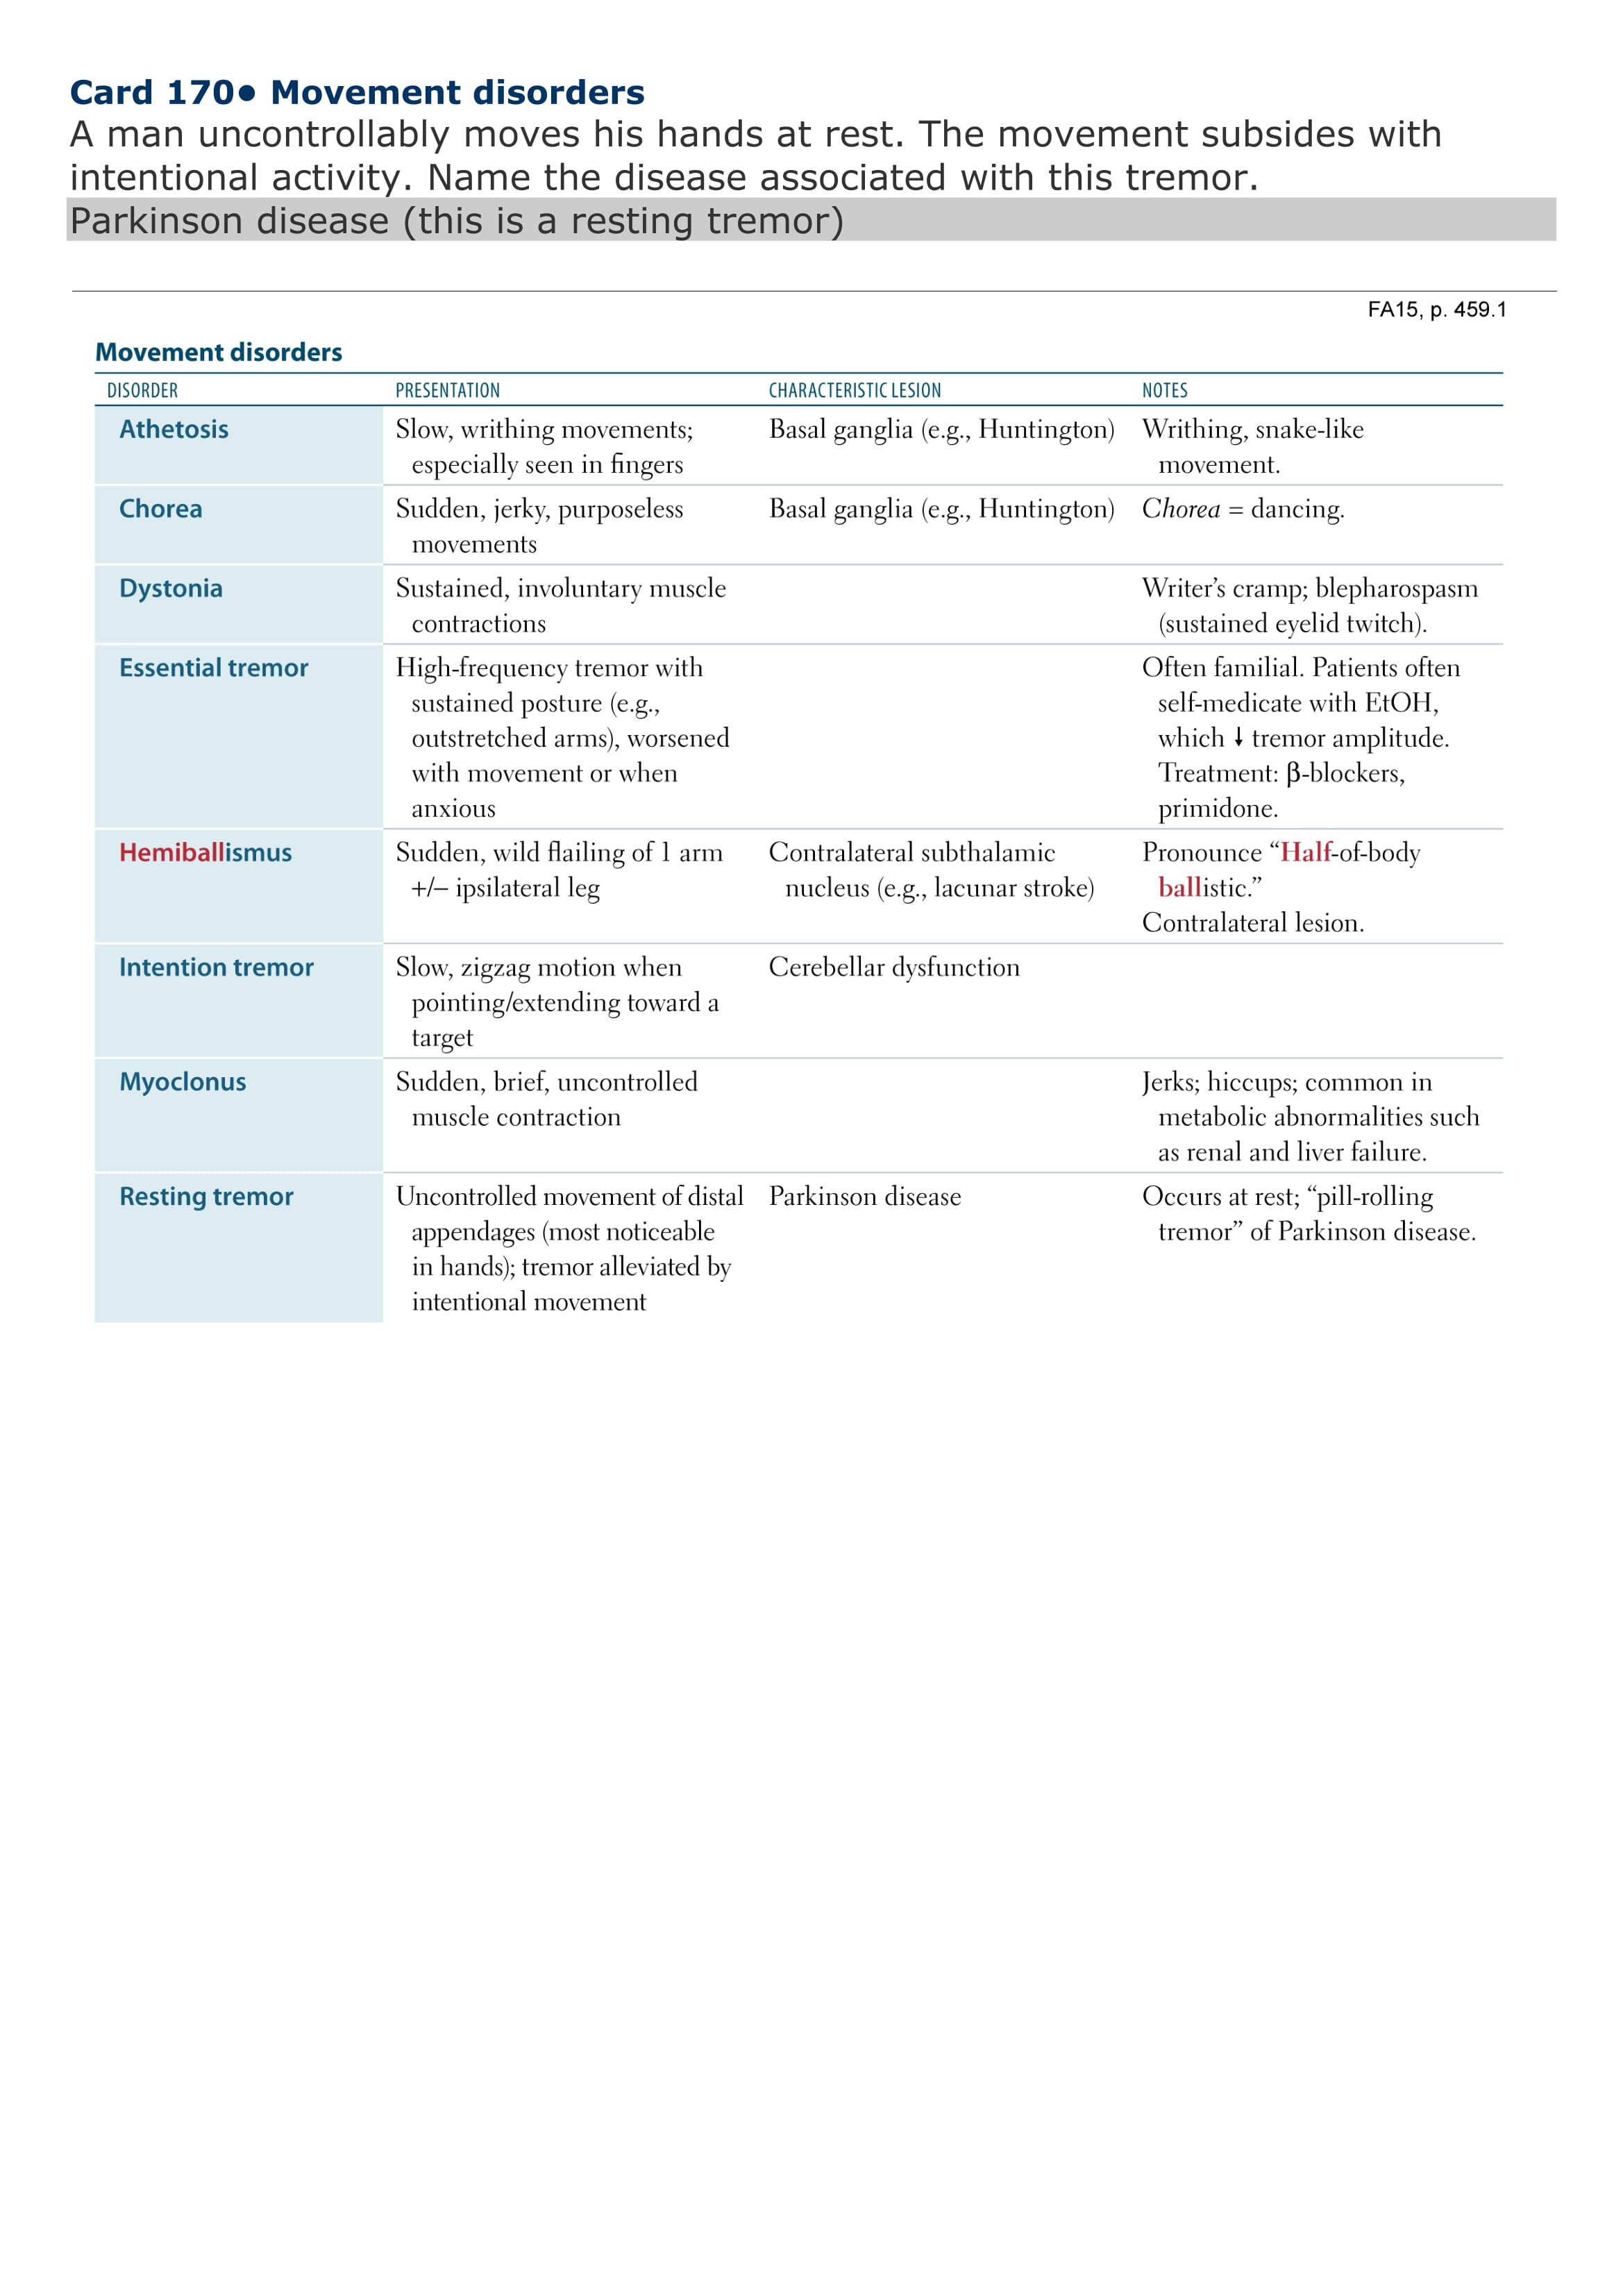 Card 170• Movement disorders
A man uncontrollably moves his hands at rest. The movement subsides with
intentional activity. Name the disease associated with this tremor.
Parkinson disease (this is a resting tremor)
FA15, p. 459.1
Movement disorders
DISORDER PRESENTATION CHARACTERISTIC LESION NOTES
Athetosis Slow, writhing movements; Basal ganglia (e.g., Huntington) Writhing, snake-like
especially seen in fingers movement.
Chorea Sudden, jerky, purposeless Basal ganglia (e.g., Huntington) Chorea = dancing.
movements
Dystonia Sustained, involuntary muscle Writer’s cramp; blepharospasm
contractions (sustained eyelid twitch).
Essential tremor High-frequency tremor with Often familial. Patients often
sustained posture (e.g., self-medicate with EtOH,
outstretched arms), worsened which ↓ tremor amplitude.
with movement or when Treatment: β-blockers,
anxious primidone.
Hemiballismus Sudden, wild flailing of 1 arm Contralateral subthalamic Pronounce “Half-of-body
+/– ipsilateral leg nucleus (e.g., lacunar stroke) ballistic.”
Contralateral lesion.
Intention tremor Slow, zigzag motion when Cerebellar dysfunction
pointing/extending toward a
target
Myoclonus Sudden, brief, uncontrolled Jerks; hiccups; common in
muscle contraction metabolic abnormalities such
as renal and liver failure.
Resting tremor Uncontrolled movement of distal Parkinson disease Occurs at rest; “pill-rolling
appendages (most noticeable tremor” of Parkinson disease.
in hands); tremor alleviated by
intentional movement